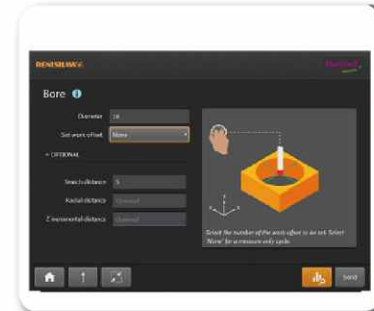 RENISHAW
Bore
Diameter
Set work offset None
OPTIONAL
Search distance 5
Radial distance Optional
Z incremental distance Optional
Select the number of the work offset to be set. Select
'None' for a measure only cycle.
Send